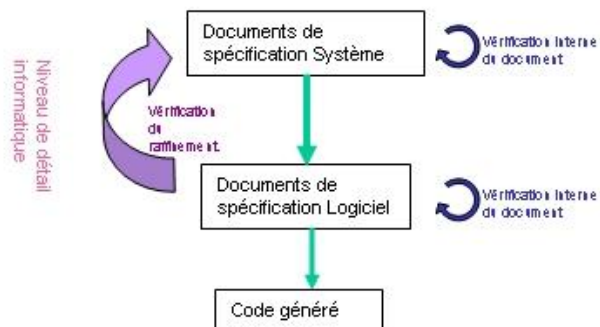 Documents de
spécification Système
Vérification Interne
du document
Niveau de détail
informatique
Vérification
du
raffinement.
Documents de
spécification Logiciel
Vérification Interne
du document
Code généré